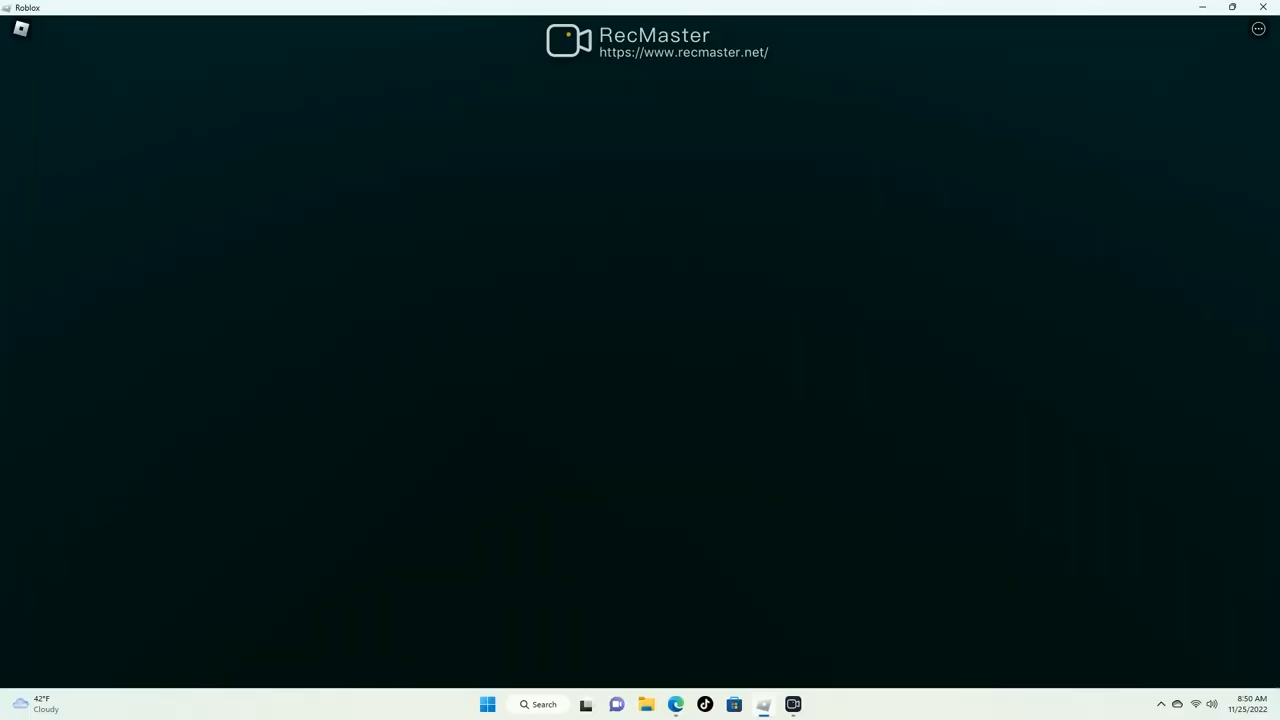 Roblox
RecMaster
https://www.recmaster.net/
42°F
Cloudy
Search
8:50 AM
11/25/2022